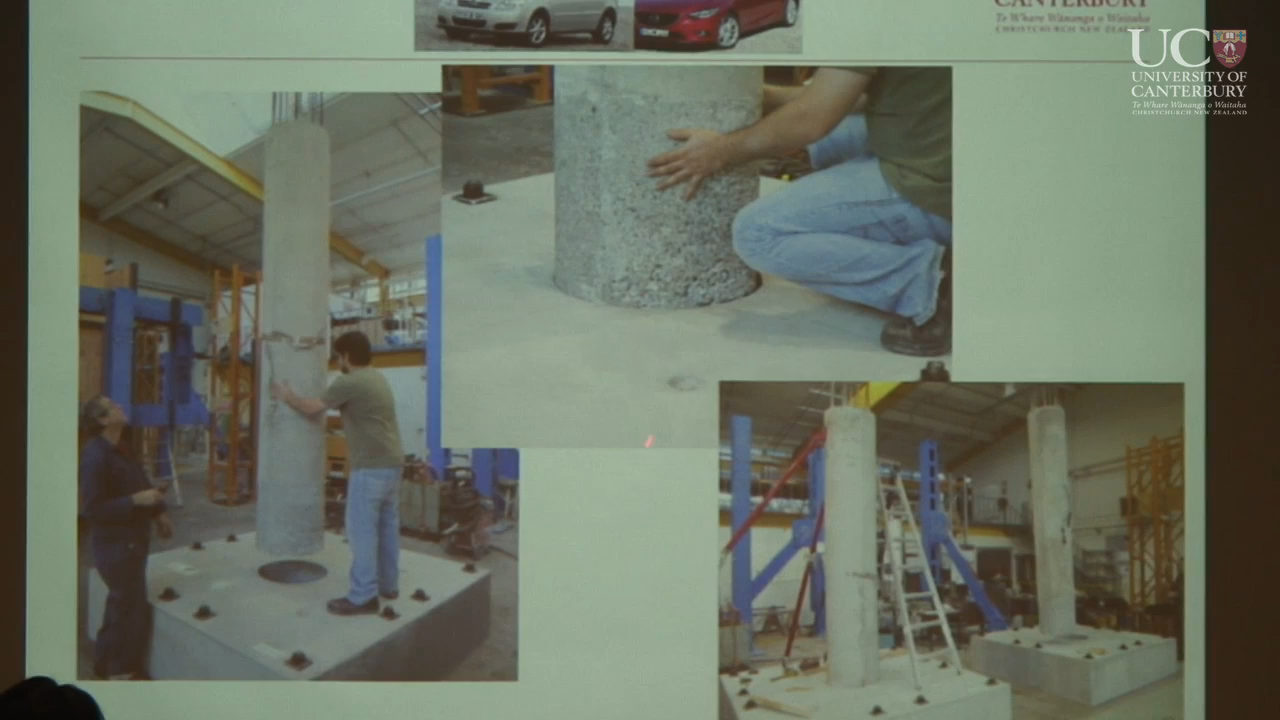 CANTERBURY
Te Whare Wānanga o Waitaha
CHRISTCHURCH NEW ZEALAND
UC
UNIVERSITY OF
CANTERBURY
Te Whare Wānanga o Waitaha
CHRISTCHURCH NEW ZEALAND